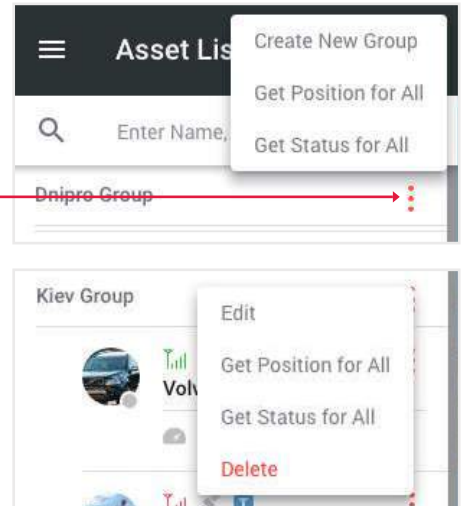 Asset Lis
Create New Group
Get Position for All
Enter Name,
Get Status for All
Dnipro Group
Kiev Group
Edit
Get Position for All
Volv
Get Status for All
Delete
T